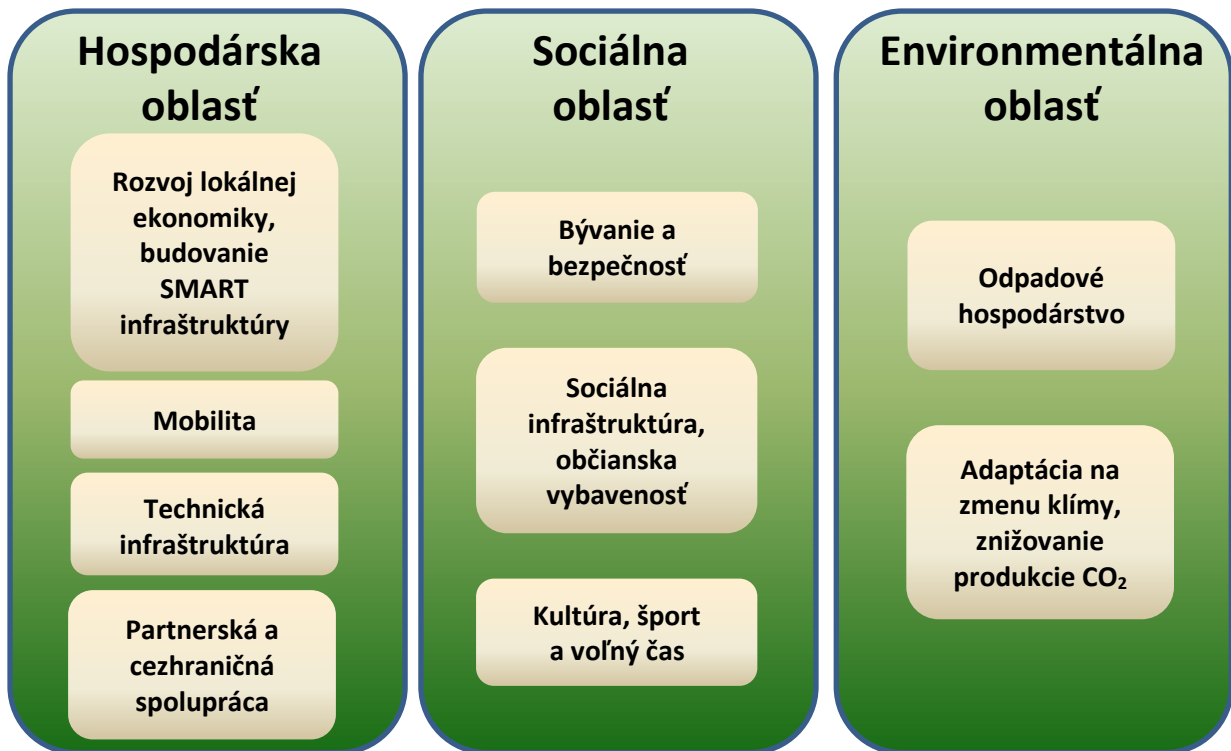 Hospodárska
oblasť
Rozvoj lokálnej
ekonomiky,
budovanie
SMART
infraštruktúry
Mobilita
Technická
infraštruktúra
Partnerská a
cezhraničná
spolupráca
Sociálna
oblasť
Bývanie a
bezpečnosť
Sociálna
infraštruktúra,
občianska
vybavenosť
Kultúra, šport
a voľný čas
Environmentálna
oblasť
Odpadové
hospodárstvo
Adaptácia na
zmenu klímy,
znižovanie
produkcie CO₂